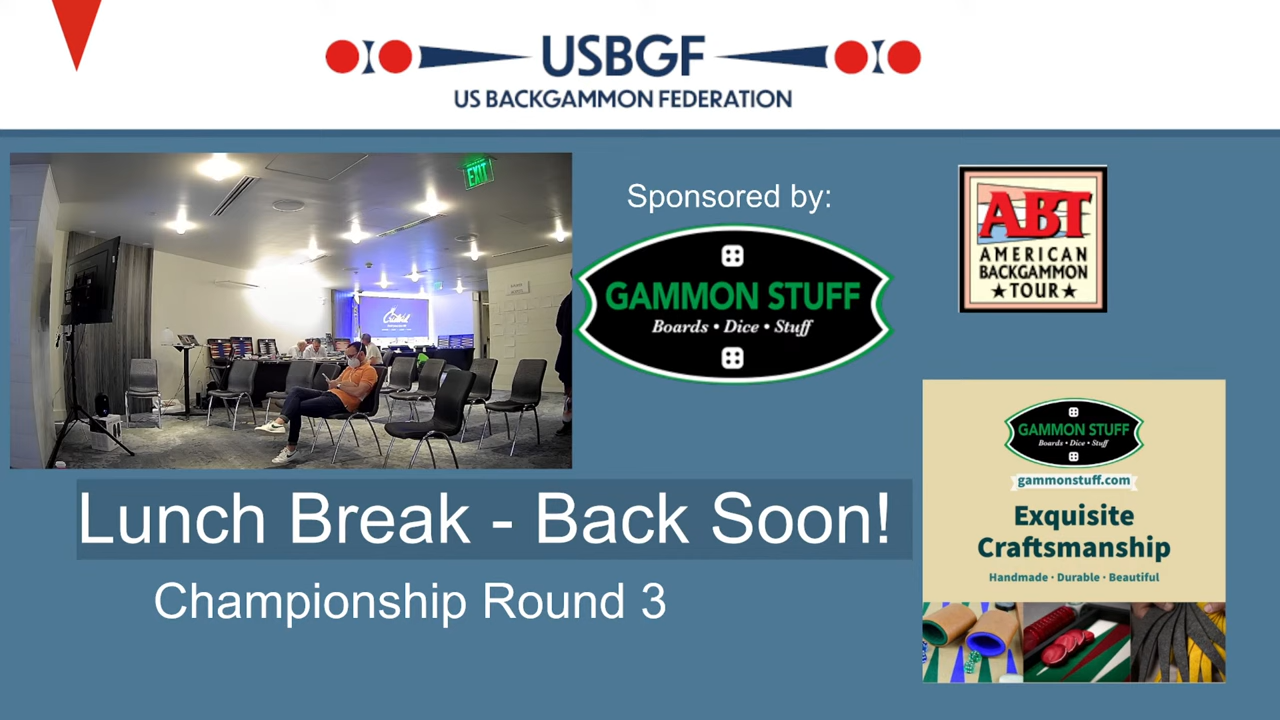 USBGF
US BACKGAMMON FEDERATION
EXIT
Sponsored by:
GAMMON STUFF
Boards • Dice • Stuff
ABT
AMERICAN
BACKGAMMON
★TOUR★
GAMMON STUFF
Boards • Dice • Stuff
gammonstuff.com
Exquisite
Craftsmanship
Handmade · Durable · Beautiful
Lunch Break - Back Soon!
Championship Round 3